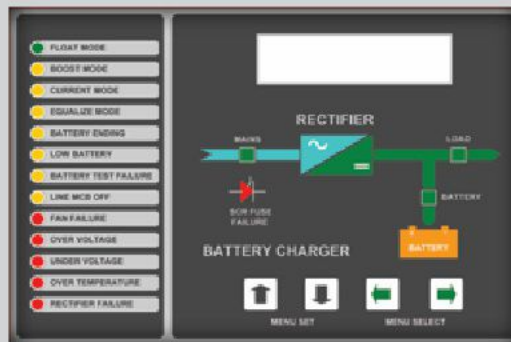 FLOAT MODE
BOOST MODE
CURRENT MODE
EQUALIZE MODE
BATTERY ENDING
LOW BATTERY
BATTERY TEST FAILURE
LINE MCB OFF
FAN FAILURE
OVER VOLTAGE
UNDER VOLTAGE
OVER TEMPERATURE
RECTIFIER FAILURE
RECTIFIER
MAINS
LOAD
SCR FUSE
FAILURE
BATTERY
BATTERY
BATTERY CHARGER
MENU SET
MENU SELECT